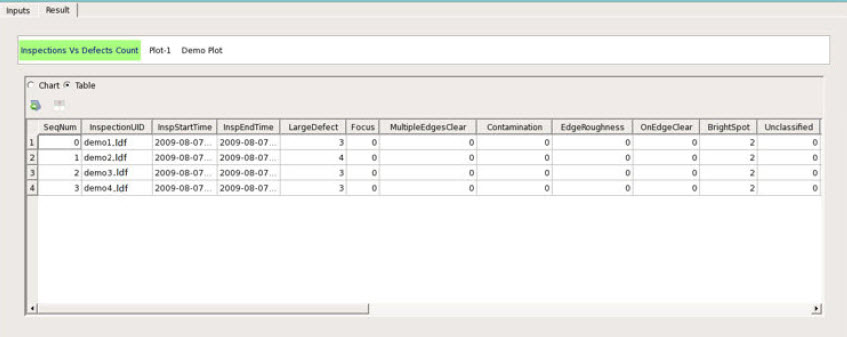 Inputs Result
Inspections Vs Defects Count Plot-1 Demo Plot
Chart Table
SeqNum InspectionUID InspStartTime InspEndTime LargeDefect Focus MultipleEdgesClear Contamination EdgeRoughness OnEdgeClear BrightSpot Unclassified
1 0 demo1.ldf 2009-08-07... 2009-08-07... 3 0 0 0 0 0 2 0
2 1 demo2.ldf 2009-08-07... 2009-08-07... 4 0 0 0 0 0 2 0
3 2 demo3.ldf 2009-08-07... 2009-08-07... 3 0 0 0 0 0 2 0
4 3 demo4.ldf 2009-08-07... 2009-08-07... 3 0 0 0 0 0 2 0